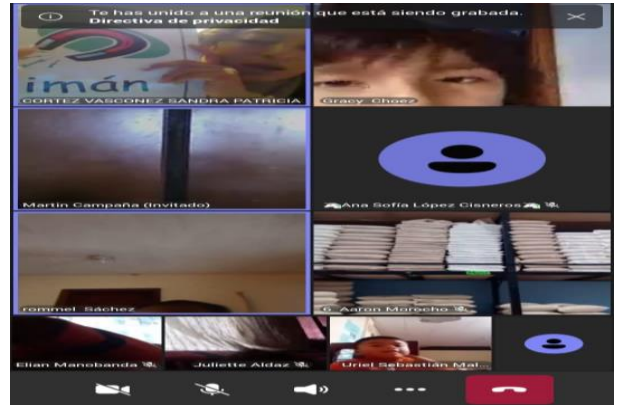 Te has unido a una reunión que está siendo grabada.
Directiva de privacidad
imán
CORTEZ VASCONEZ SANDRA PATRICIA
Gracy Choez
Martin Campaña (Invitado)
Ana Sofía López Cisneros
rommel Sáchez
G. Aaron Morocho
Elian Manobanda
Juliette Aldaz
Uriel Sebastián Mal...